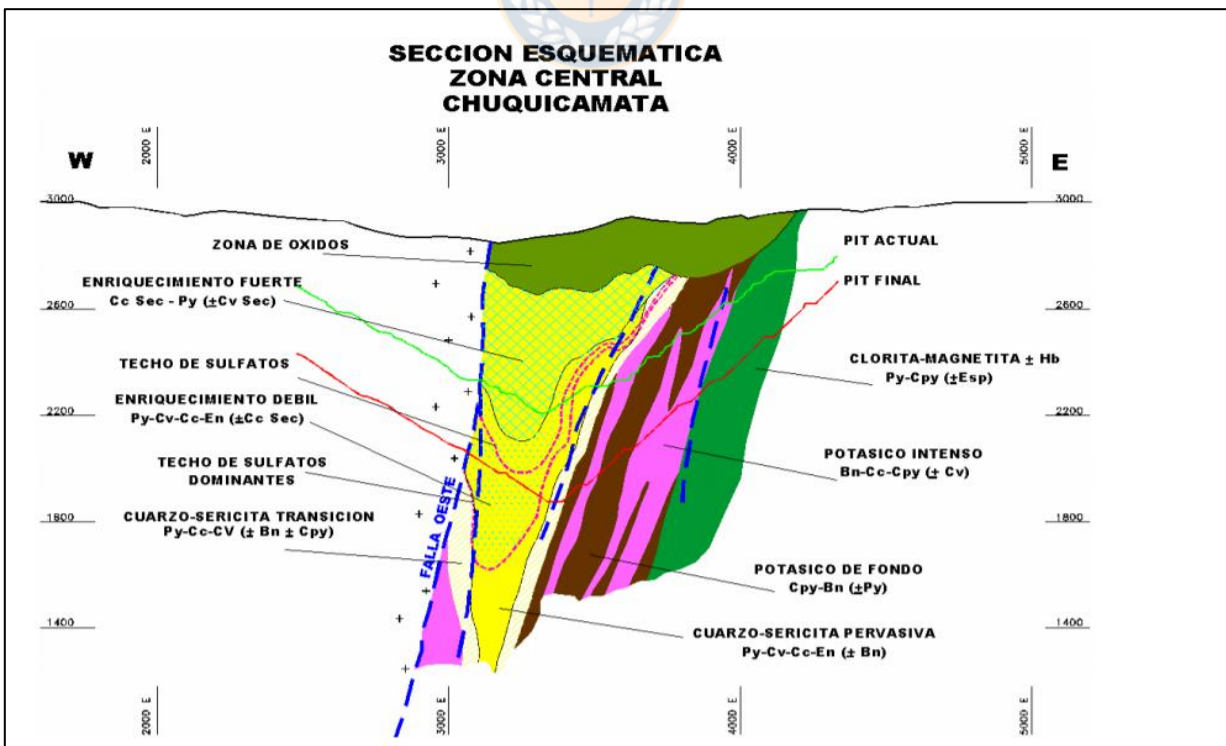 SECCION ESQUEMATICA
ZONA CENTRAL
CHUQUICAMATA
W
2000 E
3000 E
4000 E
5000 E
E
3000
3000
ZONA DE OXIDOS
PIT ACTUAL
ENRIQUECIMIENTO FUERTE
Cc Sec - Py (±Cv Sec)
PIT FINAL
2600
2600
TECHO DE SULFATOS
CLORITA-MAGNETITA ± Hb
Py-Cpy (±Esp)
ENRIQUECIMIENTO DEBIL
Py-Cv-Cc-En (±Cc Sec)
2200
2200
POTASICO INTENSO
Bn-Cc-Cpy (± Cv)
TECHO DE SULFATOS
DOMINANTES
FALLA OESTE
CUARZO-SERICITA TRANSICION
Py-Cc-CV (± Bn ± Cpy)
1800
1800
POTASICO DE FONDO
Cpy-Bn (±Py)
1400
1400
CUARZO-SERICITA PERVASIVA
Py-Cv-Cc-En (± Bn)
2000 E
3000 E
4000 E
5000 E